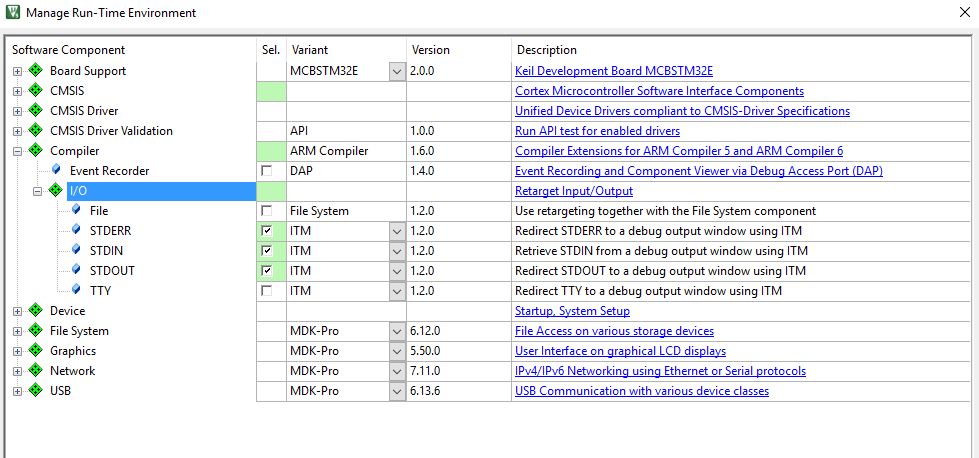 Manage Run-Time Environment
Software Component Sel. Variant Version Description
Board Support MCBSTM32E 2.0.0 Keil Development Board MCBSTM32E
CMSIS Cortex Microcontroller Software Interface Components
CMSIS Driver Unified Device Drivers compliant to CMSIS-Driver Specifications
CMSIS Driver Validation API 1.0.0 Run API test for enabled drivers
Compiler ARM Compiler 1.6.0 Compiler Extensions for ARM Compiler 5 and ARM Compiler 6
Event Recorder DAP 1.4.0 Event Recording and Component Viewer via Debug Access Port (DAP)
I/O Retarget Input/Output
File File System 1.2.0 Use retargeting together with the File System component
STDERR ITM 1.2.0 Redirect STDERR to a debug output window using ITM
STDIN ITM 1.2.0 Retrieve STDIN from a debug output window using ITM
STDOUT ITM 1.2.0 Redirect STDOUT to a debug output window using ITM
TTY ITM 1.2.0 Redirect TTY to a debug output window using ITM
Device Startup, System Setup
File System MDK-Pro 6.12.0 File Access on various storage devices
Graphics MDK-Pro 5.50.0 User Interface on graphical LCD displays
Network MDK-Pro 7.11.0 IPv4/IPv6 Networking using Ethernet or Serial protocols
USB MDK-Pro 6.13.6 USB Communication with various device classes